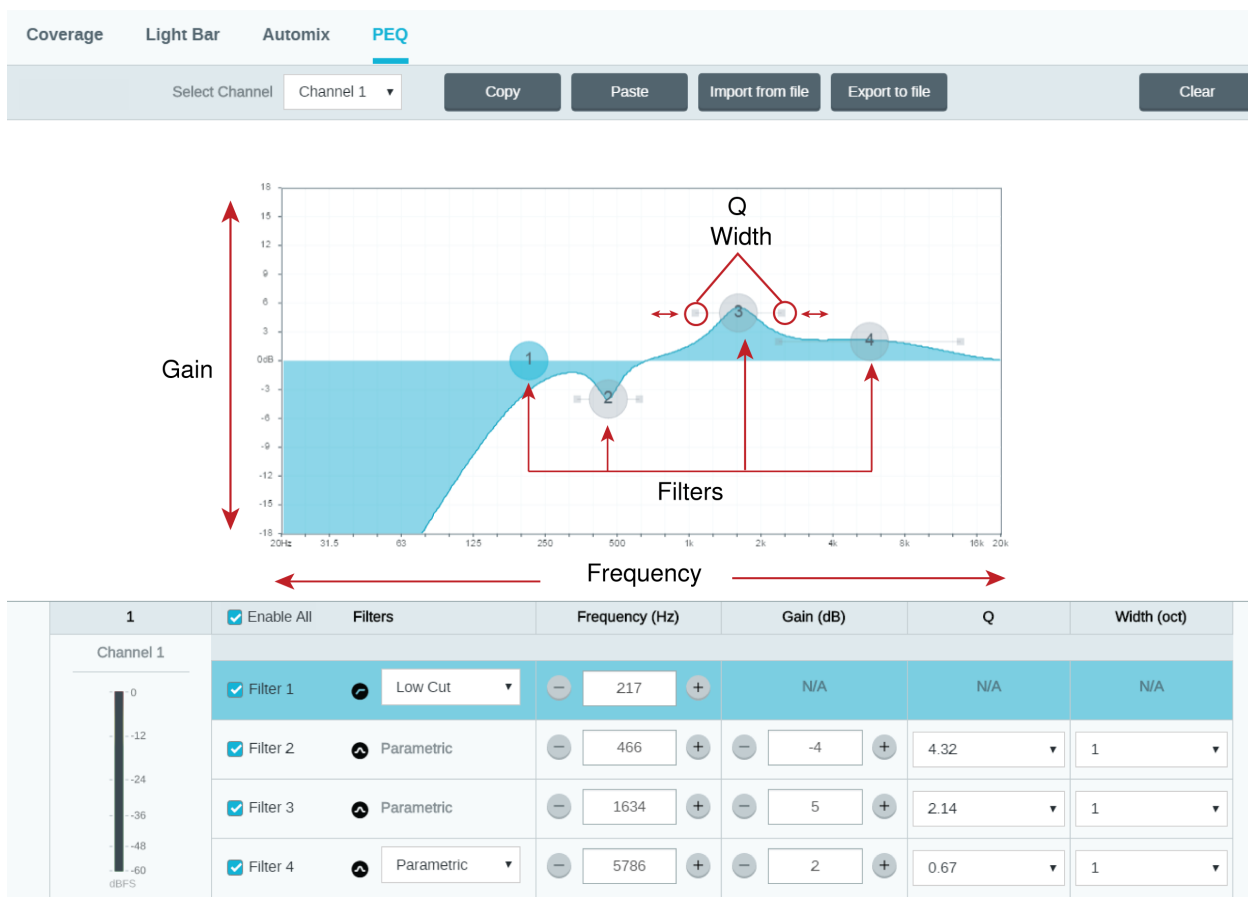 Coverage Light Bar Automix PEQ
Select Channel Channel 1 Copy Paste Import from file Export to file Clear
18
15
12
9
6
3
0dB
-3
-6
-9
-12
-15
-18
Q
Width
3
4
1
2
Gain
Filters
20Hz 31.5 63 125 250 500 1k 2k 4k 8k 16k 20k
Frequency
1 Enable All Filters Frequency (Hz) Gain (dB) Q Width (oct)
Channel 1
Filter 1 Low Cut 217 N/A N/A N/A
Filter 2 Parametric 466 -4 4.32 1
Filter 3 Parametric 1634 5 2.14 1
Filter 4 Parametric 5786 2 0.67 1
0
-12
-24
-36
-48
-60
dBFS